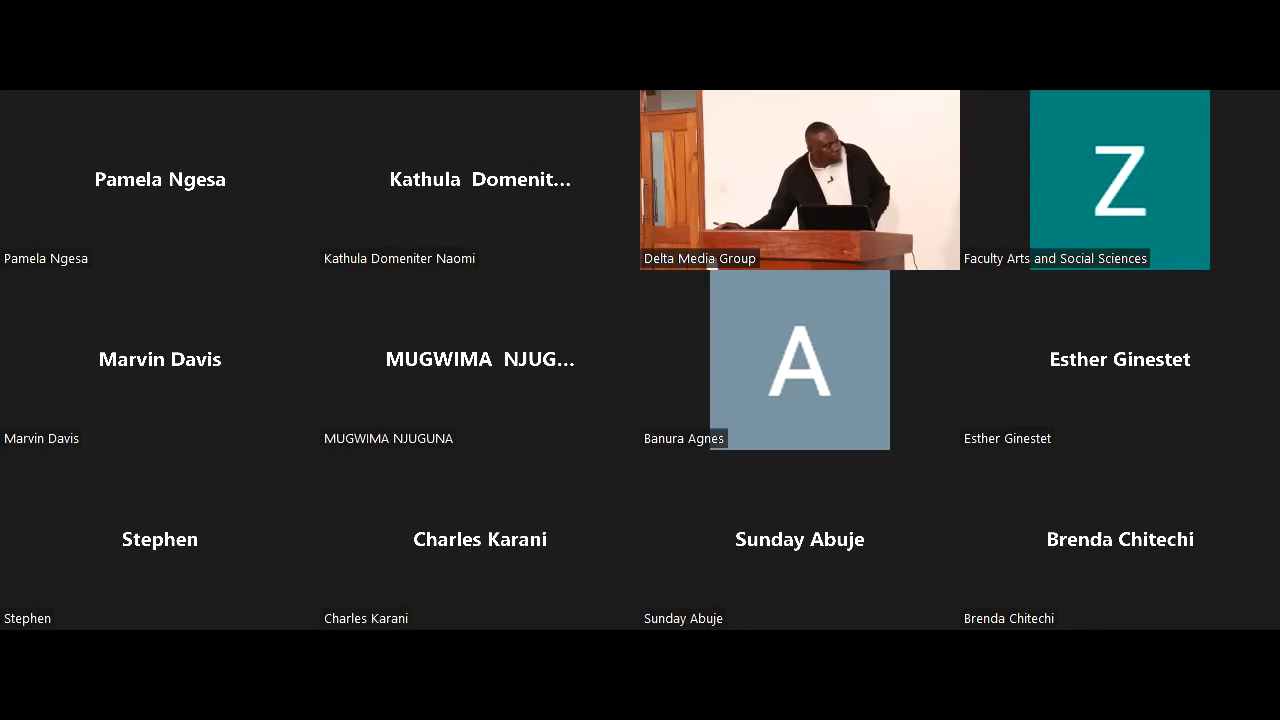 Pamela Ngesa
Kathula Domenit...
Pamela Ngesa
Kathula Domeniter Naomi
Delta Media Group
Z
Faculty Arts and Social Sciences
Marvin Davis
MUGWIMA NJUG...
A
Esther Ginestet
Marvin Davis
MUGWIMA NJUGUNA
Banura Agnes
Esther Ginestet
Stephen
Charles Karani
Sunday Abuje
Brenda Chitechi
Stephen
Charles Karani
Sunday Abuje
Brenda Chitechi